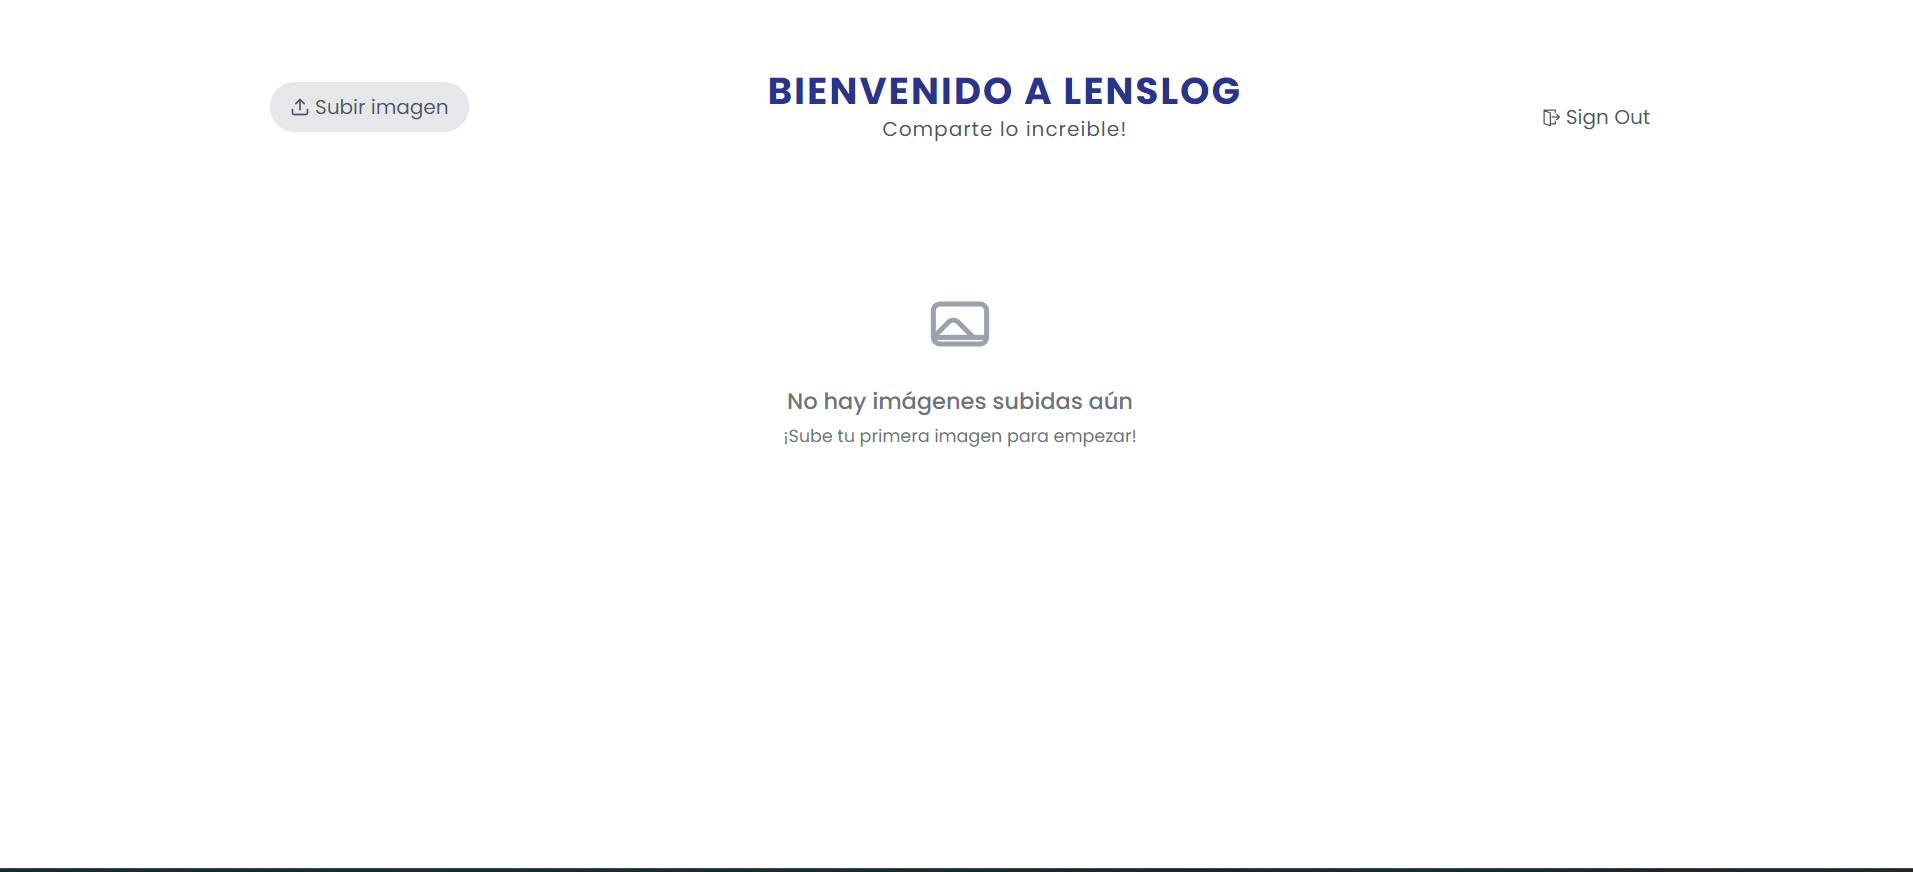 Subir imagen
BIENVENIDO A LENSLOG
Comparte lo increible!
Sign Out
No hay imágenes subidas aún
¡Sube tu primera imagen para empezar!